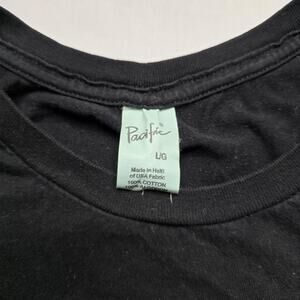 Pacific
L/G
Made in Haiti
of USA Fabric
100% COTTON